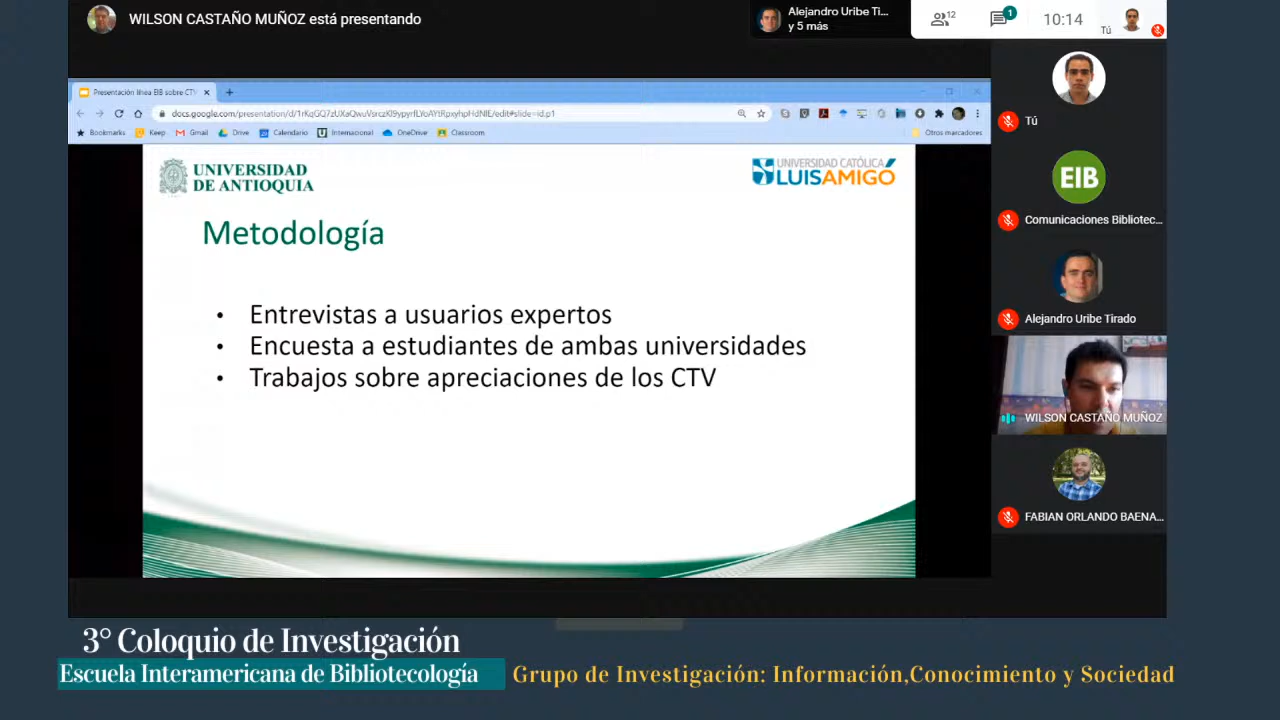 WILSON CASTAÑO MUÑOZ está presentando
Alejandro Uribe Ti...
y 5 más
12
1
10:14
Tú
Presentación línea EIB sobre CTV
docs.google.com/presentation/d/1rKqGQ7zUXaQwuVsrczKl9ypyrfLYoAYtRpxyhpHdNIE/edit#slide=id.p1
Bookmarks
Keep
Gmail
Drive
Calendario
Internacional
OneDrive
Classroom
Otros marcadores
UNIVERSIDAD
DE ANTIOQUIA
UNIVERSIDAD CATÓLICA
LUIS AMIGÓ
Metodología
• Entrevistas a usuarios expertos
• Encuesta a estudiantes de ambas universidades
• Trabajos sobre apreciaciones de los CTV
Tú
EIB
Comunicaciones Bibliotec...
Alejandro Uribe Tirado
WILSON CASTAÑO MUÑOZ
FABIAN ORLANDO BAENA...
3° Coloquio de Investigación
Escuela Interamericana de Bibliotecología
Grupo de Investigación: Información,Conocimiento y Sociedad